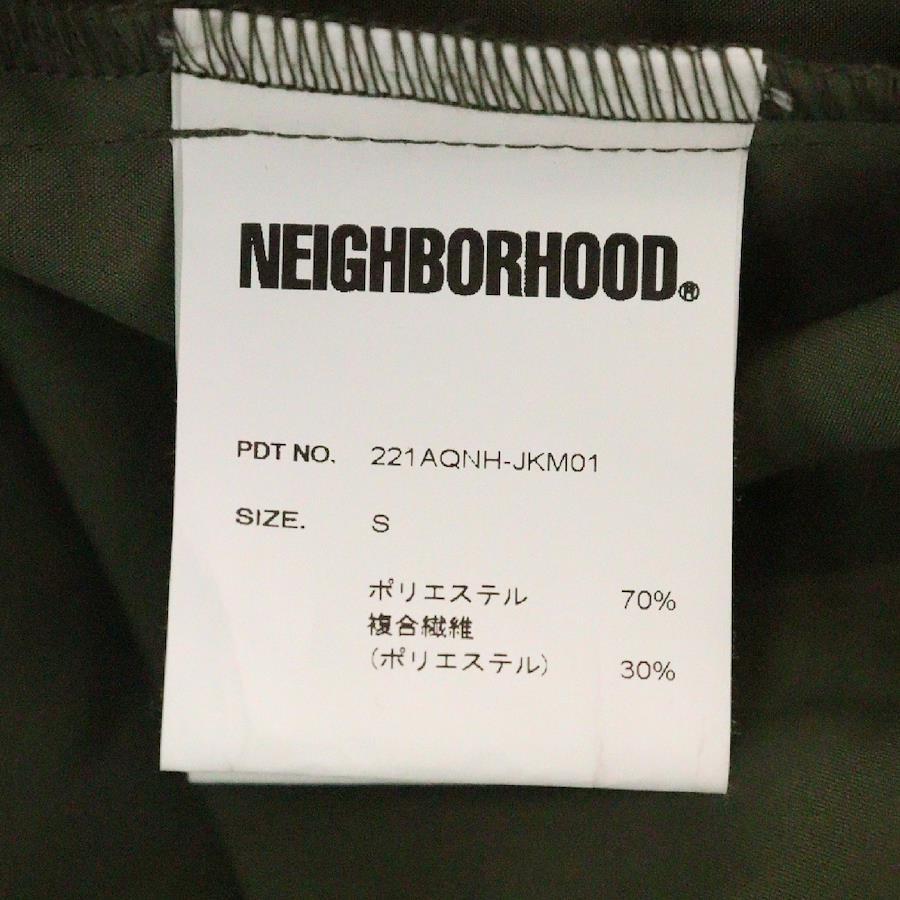 NEIGHBORHOOD®
PDT NO. 221AQNH-JKM01
SIZE. S
ポリエステル 70%
複合繊維
(ポリエステル) 30%